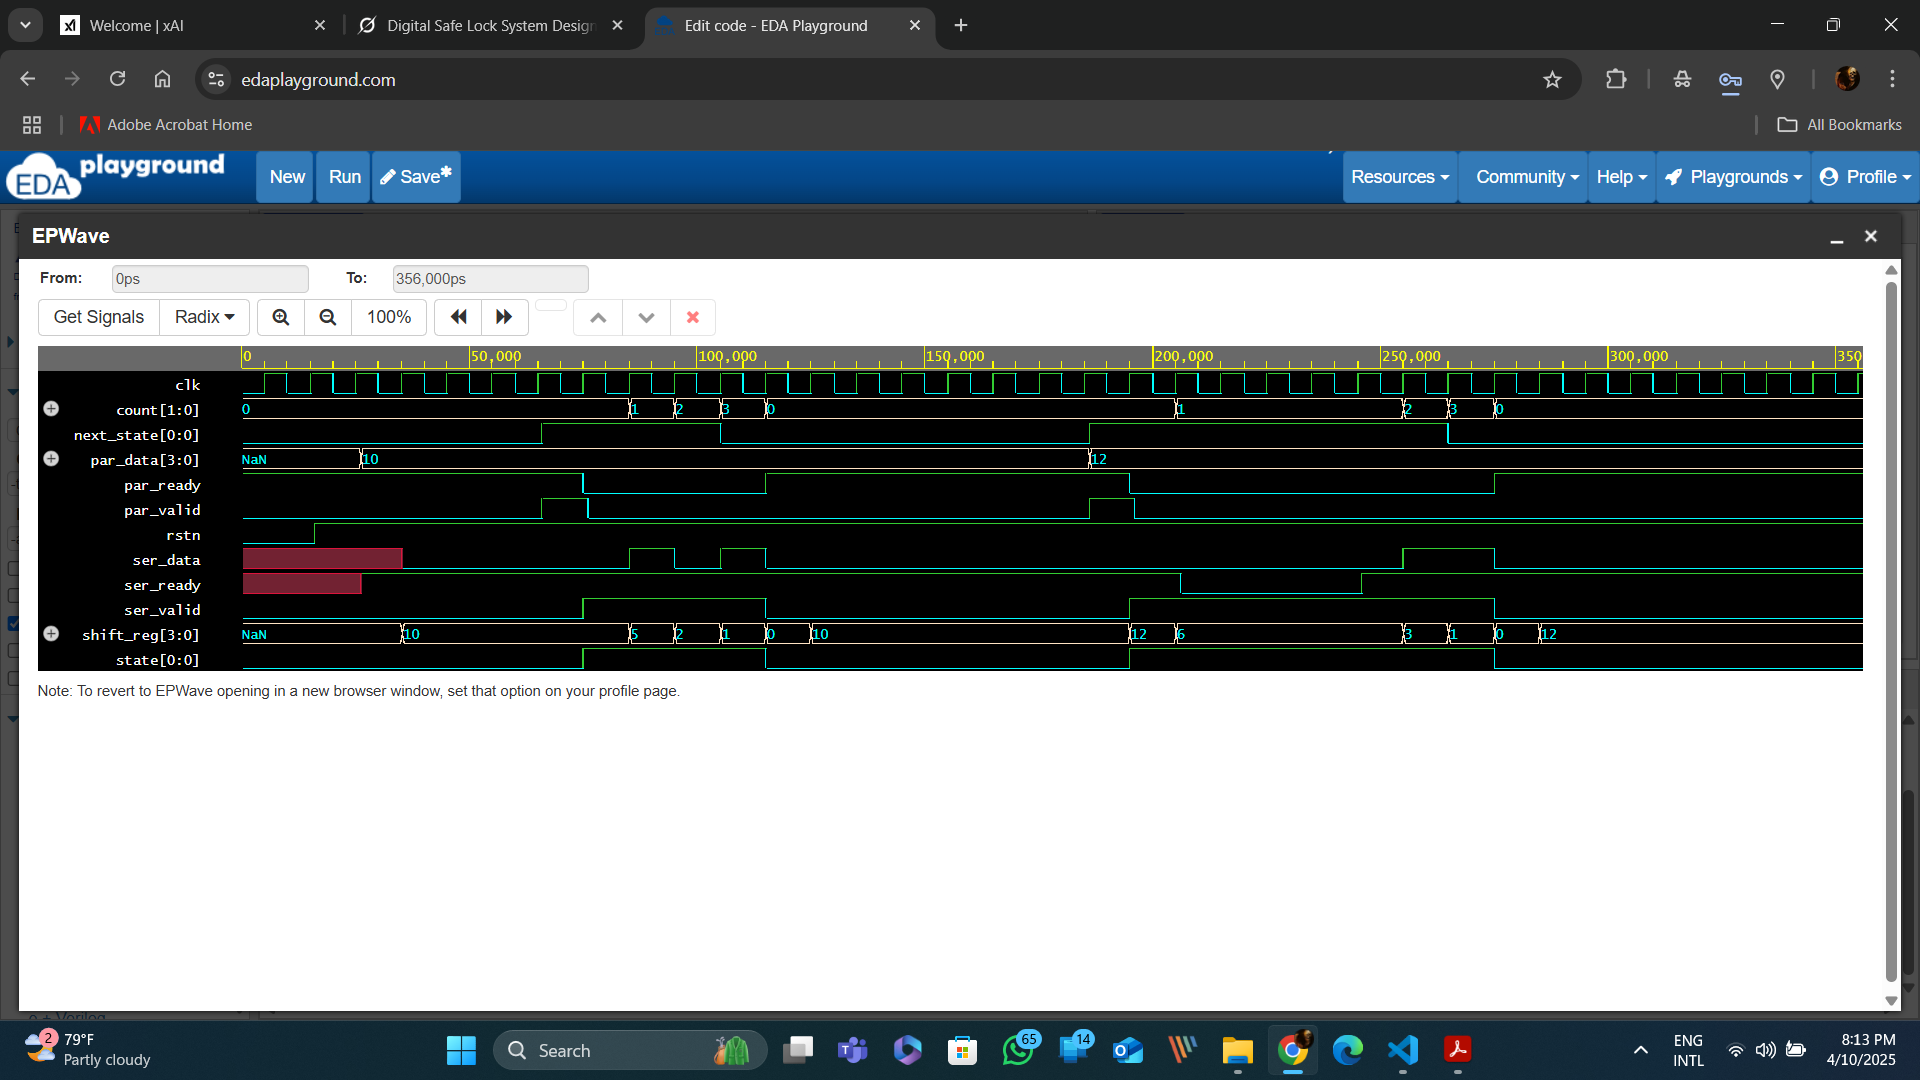 Welcome | xAI
Digital Safe Lock System Design
Edit code - EDA Playground
edaplayground.com
Adobe Acrobat Home
All Bookmarks
EDA playground
New
Run
Save*
Resources
Community
Help
Playgrounds
Profile
EPWave
From: 0ps To: 356,000ps
Get Signals
Radix
100%
0 50,000 100,000 150,000 200,000 250,000 300,000 350
clk
count[1:0] 0 1 2 3 0 1 2 3 0
next_state[0:0]
par_data[3:0] NaN 10 12
par_ready
par_valid
rstn
ser_data
ser_ready
ser_valid
shift_reg[3:0] NaN 10 5 2 1 0 10 12 6 3 1 0 12
state[0:0]
Note: To revert to EPWave opening in a new browser window, set that option on your profile page.
2
79°F
Partly cloudy
Search
65
14
ENG
INTL
8:13 PM
4/10/2025